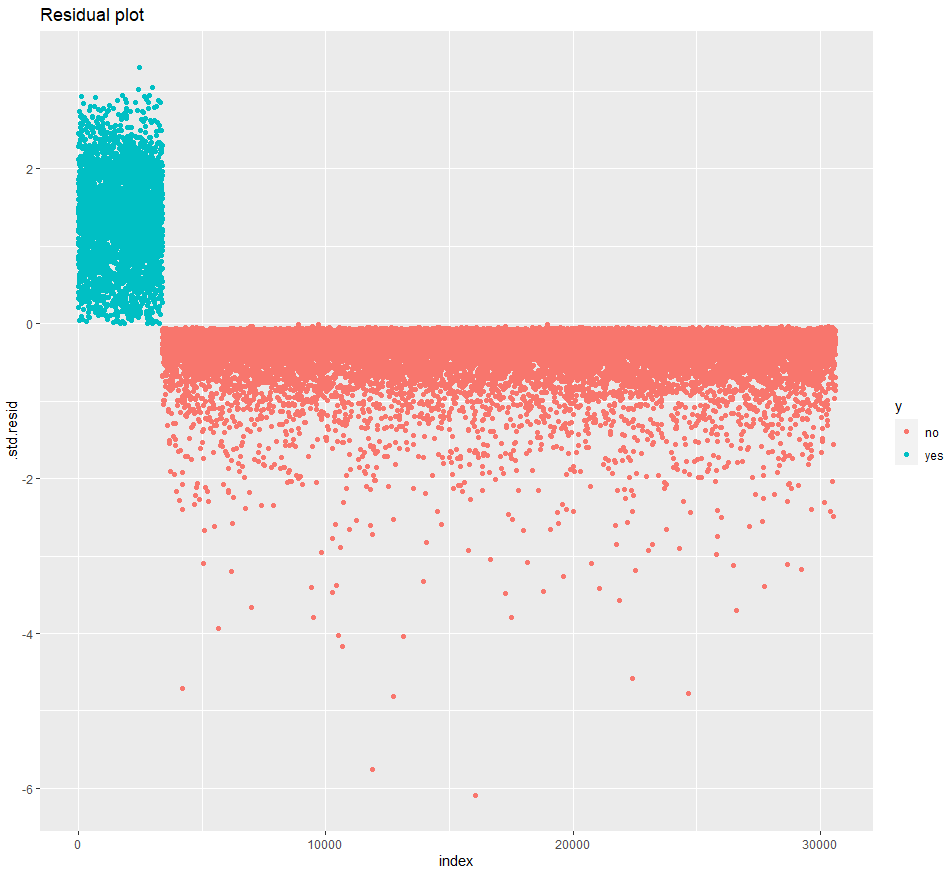 Residual plot
.std.resid
2
0
-2
-4
-6
0
10000
20000
30000
index
y
no
yes